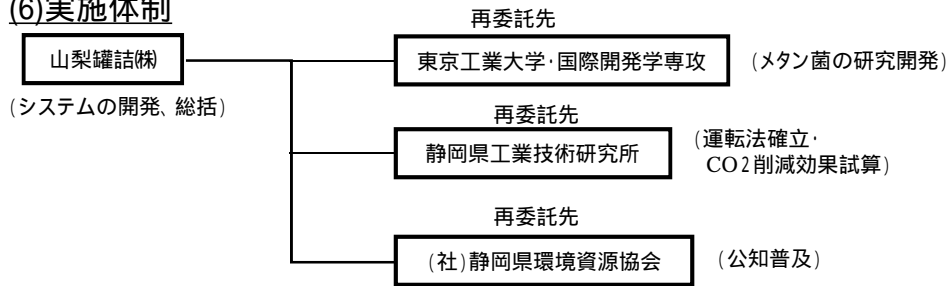 (6)実施体制
再委託先
山梨罐詰㈱
東京工業大学・国際開発学専攻
(メタン菌の研究開発)
(システムの開発、総括)
再委託先
静岡県工業技術研究所
(運転法確立・
CO2削減効果試算)
再委託先
(社)静岡県環境資源協会
(公知普及)